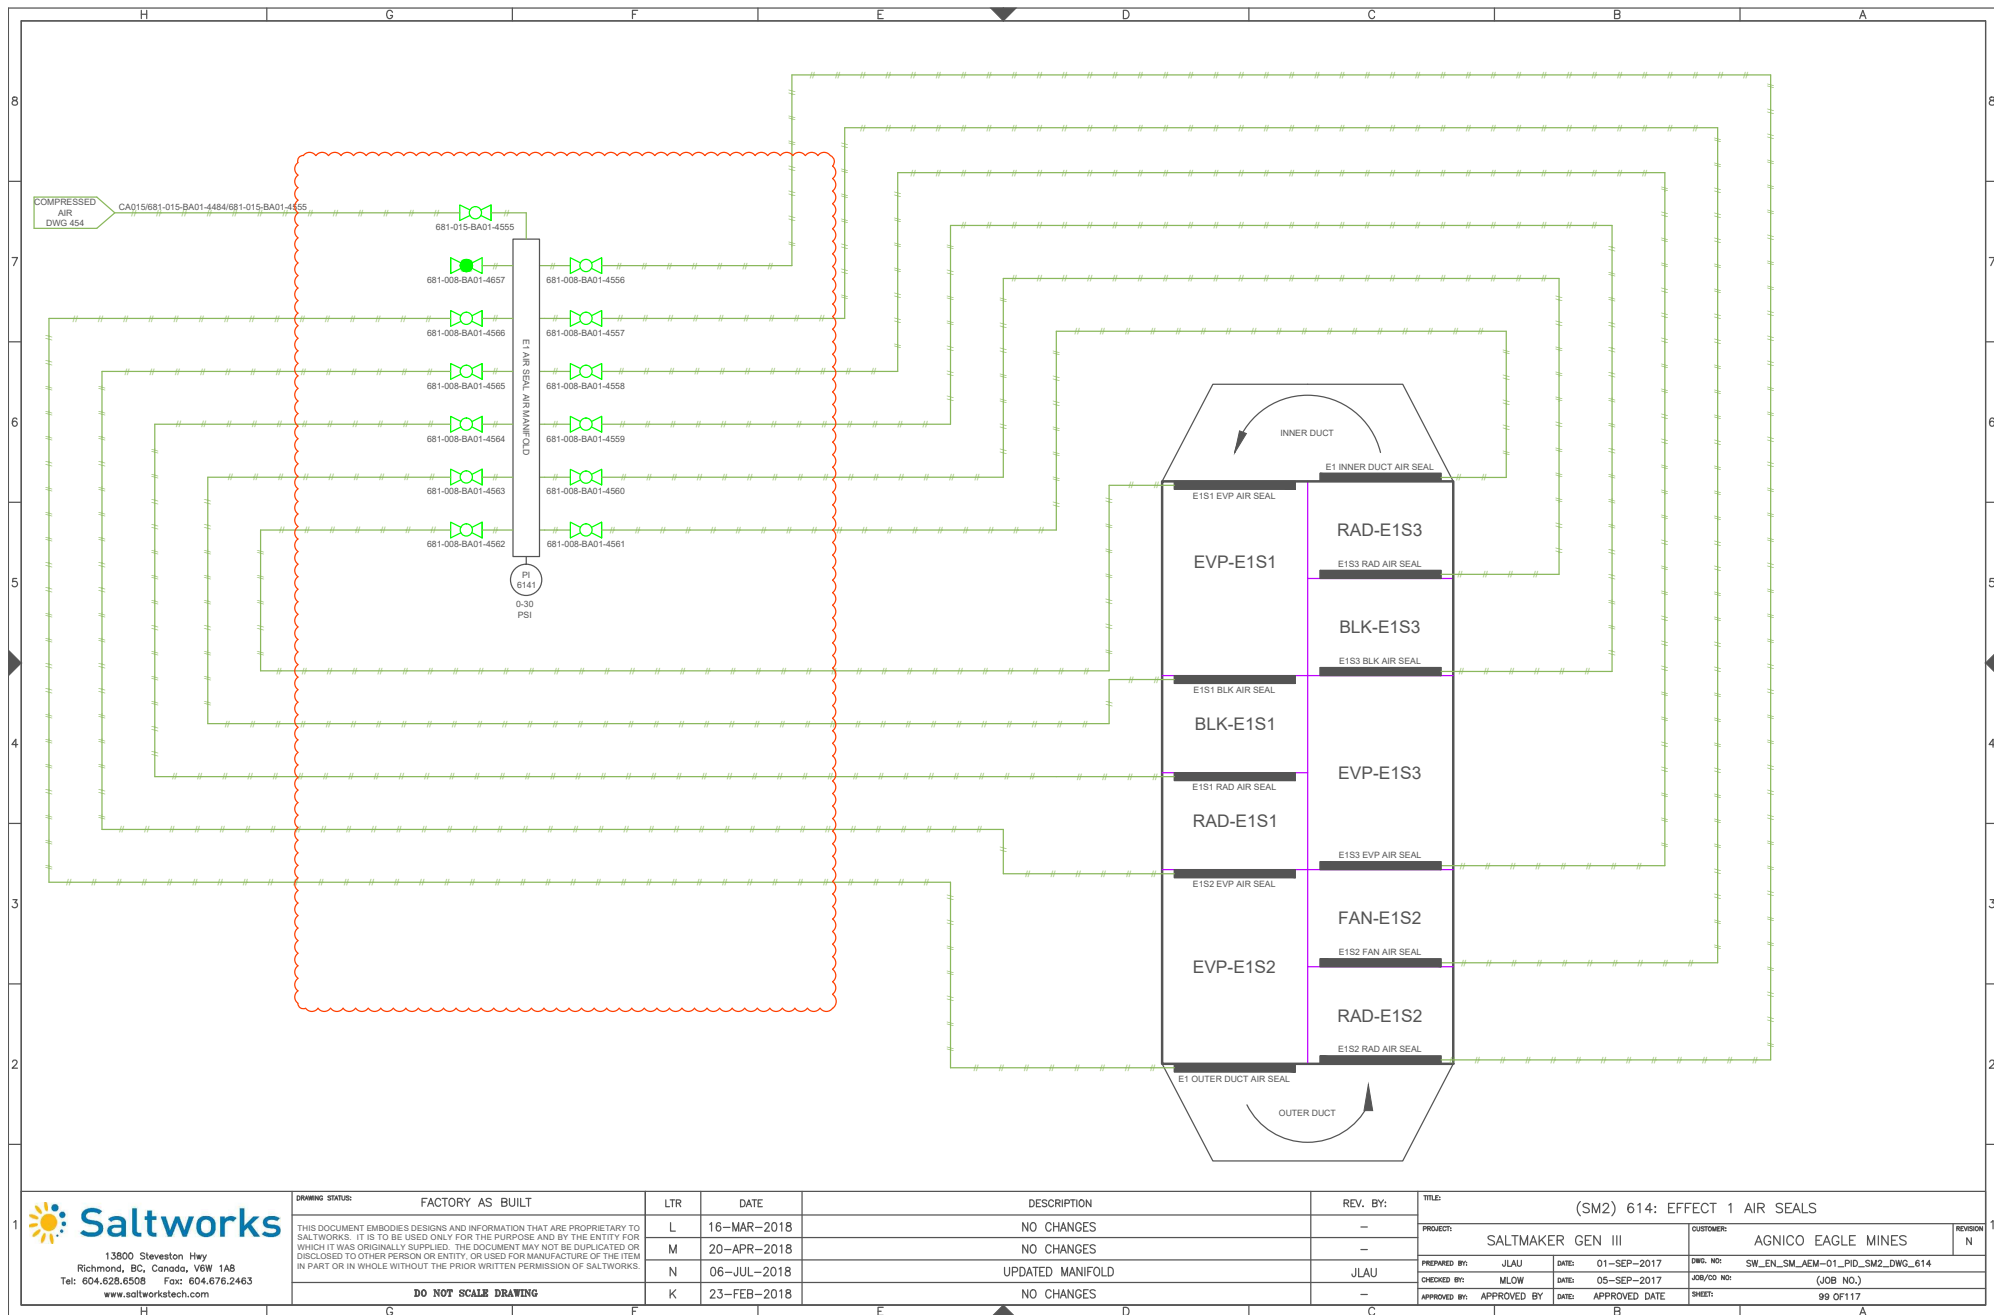 H G F E D C B A
8 8
COMPRESSED
AIR
DWG 454
CA015/681-015-BA01-4484/681-015-BA01-4555
681-015-BA01-4555
7 7
681-008-BA01-4657 681-008-BA01-4556
681-008-BA01-4566 681-008-BA01-4557
681-008-BA01-4565 681-008-BA01-4558
681-008-BA01-4564 681-008-BA01-4559
681-008-BA01-4563 681-008-BA01-4560
681-008-BA01-4562 681-008-BA01-4561
E1 AIR SEAL AIR MANIFOLD
PI
6141
0-30
PSI
6 6
INNER DUCT
E1 INNER DUCT AIR SEAL
E1S1 EVP AIR SEAL
RAD-E1S3
EVP-E1S1
E1S3 RAD AIR SEAL
5 5
BLK-E1S3
E1S3 BLK AIR SEAL
E1S1 BLK AIR SEAL
BLK-E1S1
4 4
EVP-E1S3
E1S1 RAD AIR SEAL
RAD-E1S1
E1S3 EVP AIR SEAL
E1S2 EVP AIR SEAL
3 3
FAN-E1S2
E1S2 FAN AIR SEAL
EVP-E1S2
RAD-E1S2
E1S2 RAD AIR SEAL
2 2
E1 OUTER DUCT AIR SEAL
OUTER DUCT
1 1
Saltworks
13800 Steveston Hwy
Richmond, BC, Canada, V6W 1A8
Tel: 604.628.6508 Fax: 604.676.2463
www.saltworkstech.com
DRAWING STATUS: FACTORY AS BUILT
THIS DOCUMENT EMBODIES DESIGNS AND INFORMATION THAT ARE PROPRIETARY TO
SALTWORKS. IT IS TO BE USED ONLY FOR THE PURPOSE AND BY THE ENTITY FOR
WHICH IT WAS ORIGINALLY SUPPLIED. THE DOCUMENT MAY NOT BE DUPLICATED OR
DISCLOSED TO OTHER PERSON OR ENTITY, OR USED FOR MANUFACTURE OF THE ITEM
IN PART OR IN WHOLE WITHOUT THE PRIOR WRITTEN PERMISSION OF SALTWORKS.
DO NOT SCALE DRAWING
LTR DATE DESCRIPTION REV. BY:
L 16-MAR-2018 NO CHANGES -
M 20-APR-2018 NO CHANGES -
N 06-JUL-2018 UPDATED MANIFOLD JLAU
K 23-FEB-2018 NO CHANGES -
TITLE: (SM2) 614: EFFECT 1 AIR SEALS
PROJECT: SALTMAKER GEN III CUSTOMER: AGNICO EAGLE MINES REVISION N
PREPARED BY: JLAU DATE: 01-SEP-2017 DWG. NO: SW_EN_SM_AEM-01_PID_SM2_DWG_614
CHECKED BY: MLOW DATE: 05-SEP-2017 JOB/CO NO: (JOB NO.)
APPROVED BY: APPROVED BY DATE: APPROVED DATE SHEET: 99 OF117
H G F E D C B A